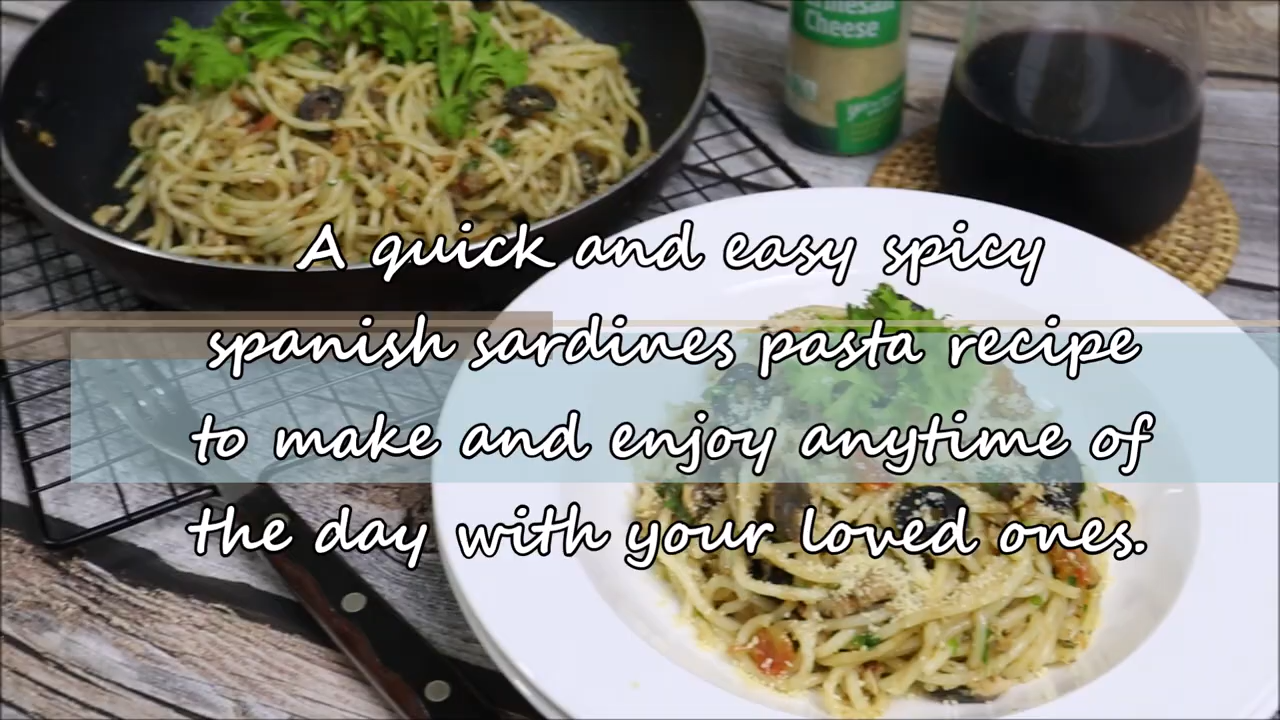 Cheese
A quick and easy spicy
spanish sardines pasta recipe
to make and enjoy anytime of
the day with your loved ones.